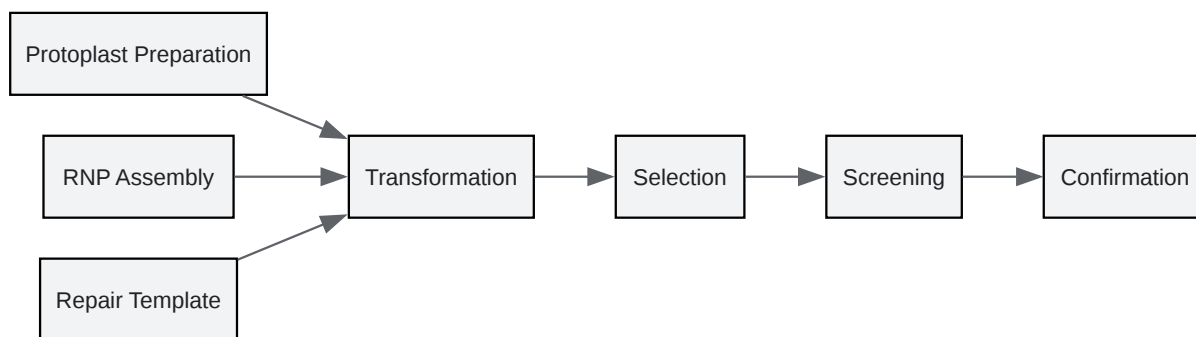 Protoplast Preparation
RNP Assembly
Repair Template
Transformation
Selection
Screening
Confirmation